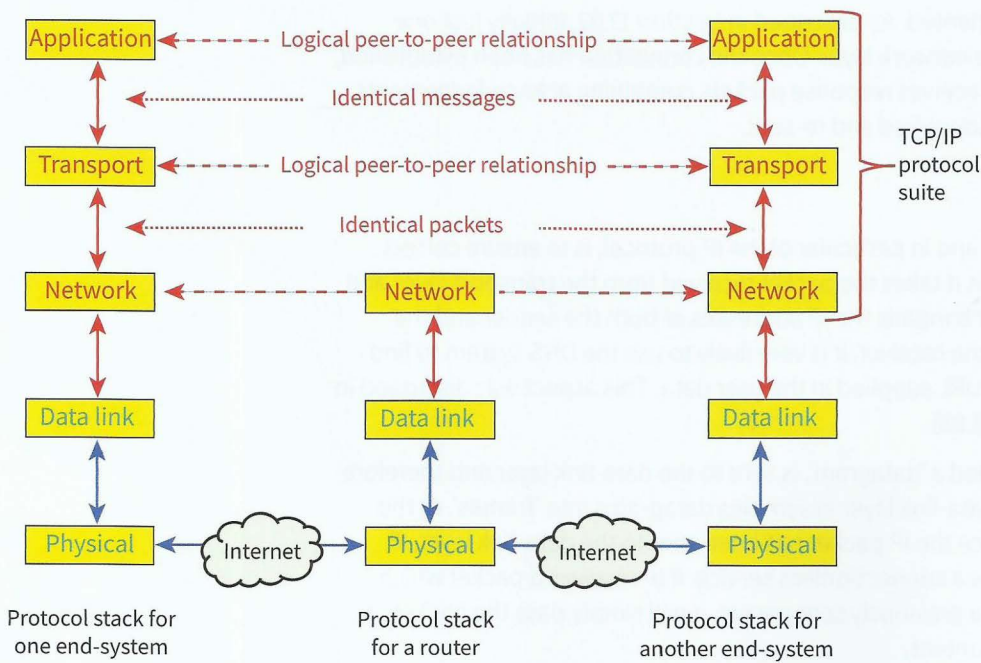 Application
Logical peer-to-peer relationship
Application
Identical messages
TCP/IP
protocol
suite
Transport
Logical peer-to-peer relationship
Transport
Identical packets
Network
Network
Network
Data link
Data link
Data link
Physical
Internet
Physical
Internet
Physical
Protocol stack for
one end-system
Protocol stack
for a router
Protocol stack for
another end-system